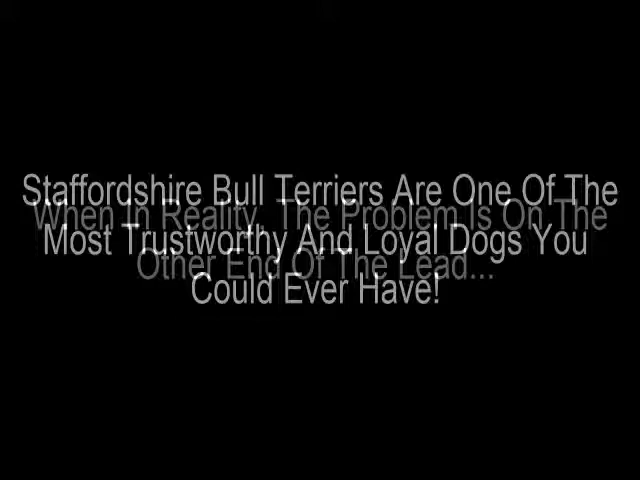 Staffordshire Bull Terriers Are One Of The
When In Reality, The Problem Is On The
Most Trustworthy And Loyal Dogs You
Other End Of The Lead...
Could Ever Have!